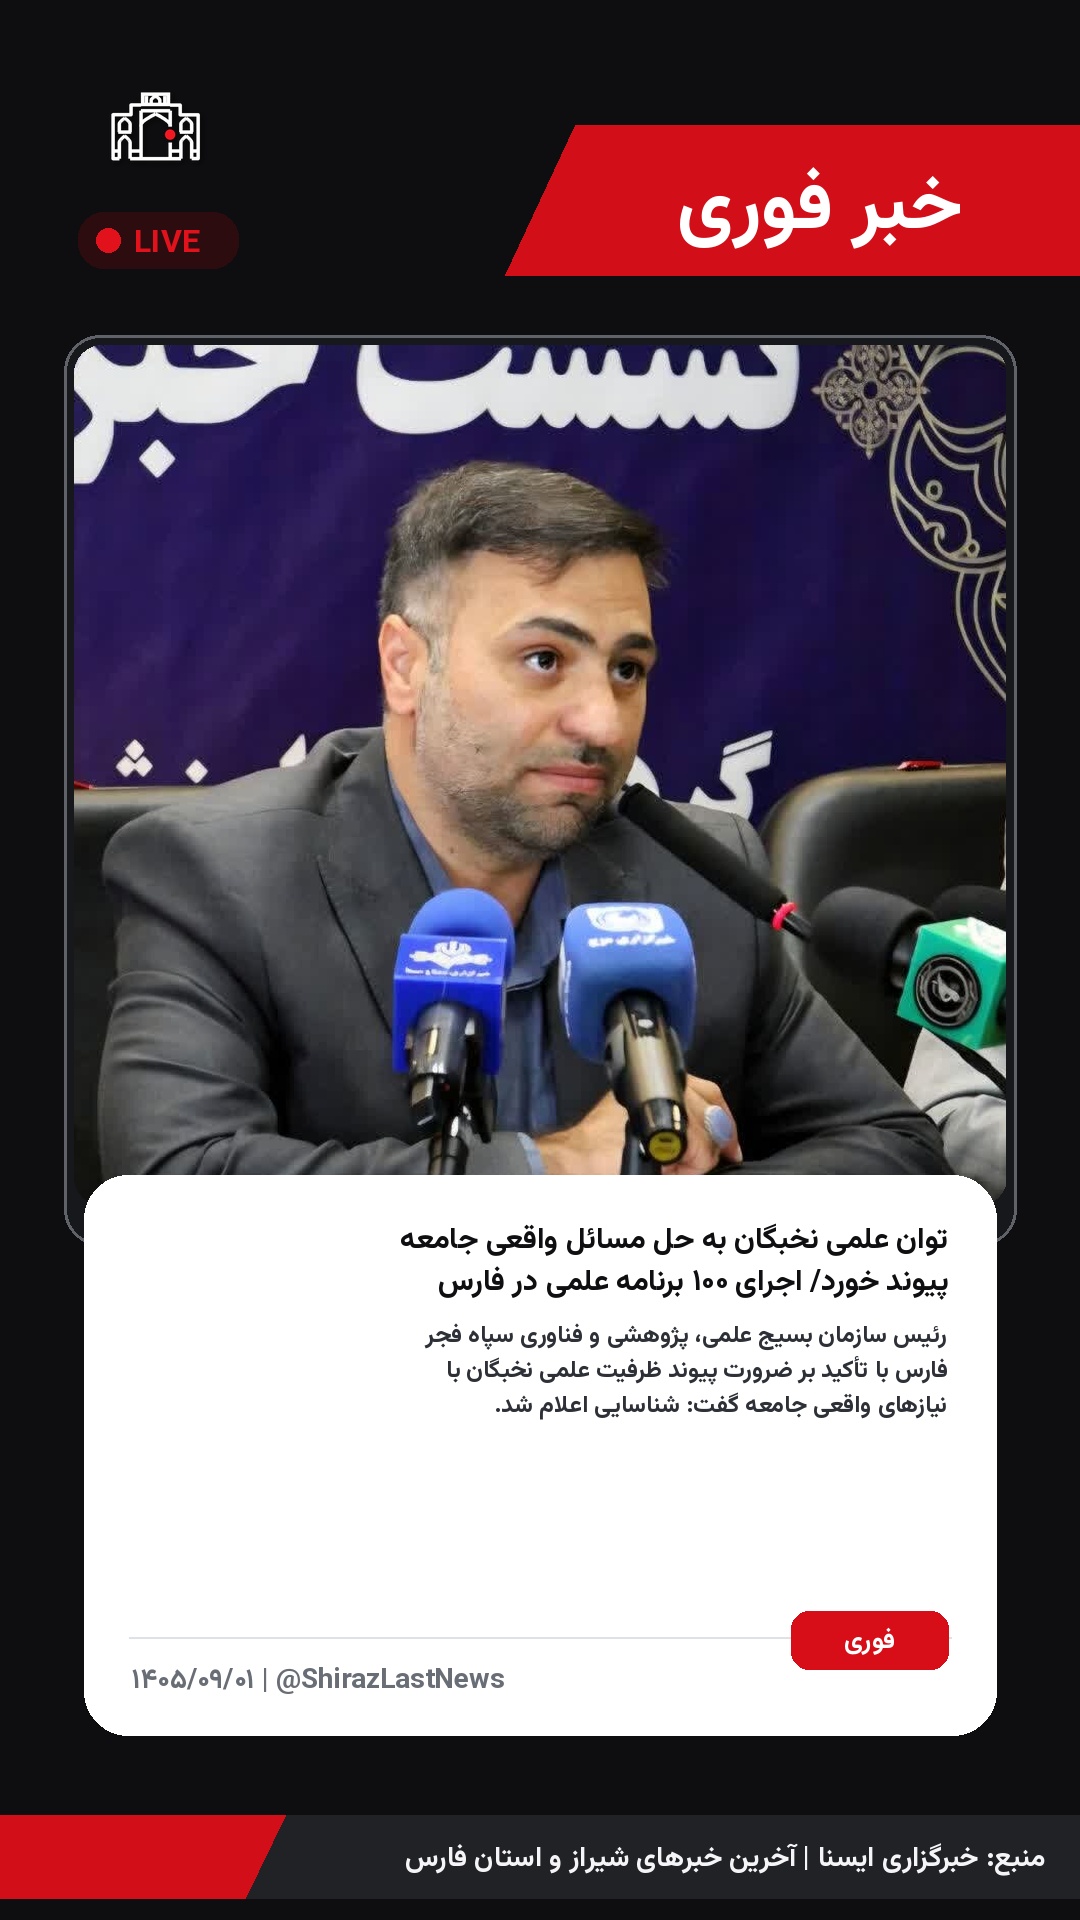 خبر فوری
LIVE
نشست خبر
گر
توان علمی نخبگان به حل مسائل واقعی جامعه
پیوند خورد/ اجرای ۱۰۰ برنامه علمی در فارس
رئیس سازمان بسیج علمی، پژوهشی و فناوری سپاه فجر
فارس با تأکید بر ضرورت پیوند ظرفیت علمی نخبگان با
نیازهای واقعی جامعه گفت: شناسایی اعلام شد.
فوری
۱۴۰۵/۰۹/۰۱ | @ShirazLastNews
منبع: خبرگزاری ایسنا | آخرین خبرهای شیراز و استان فارس